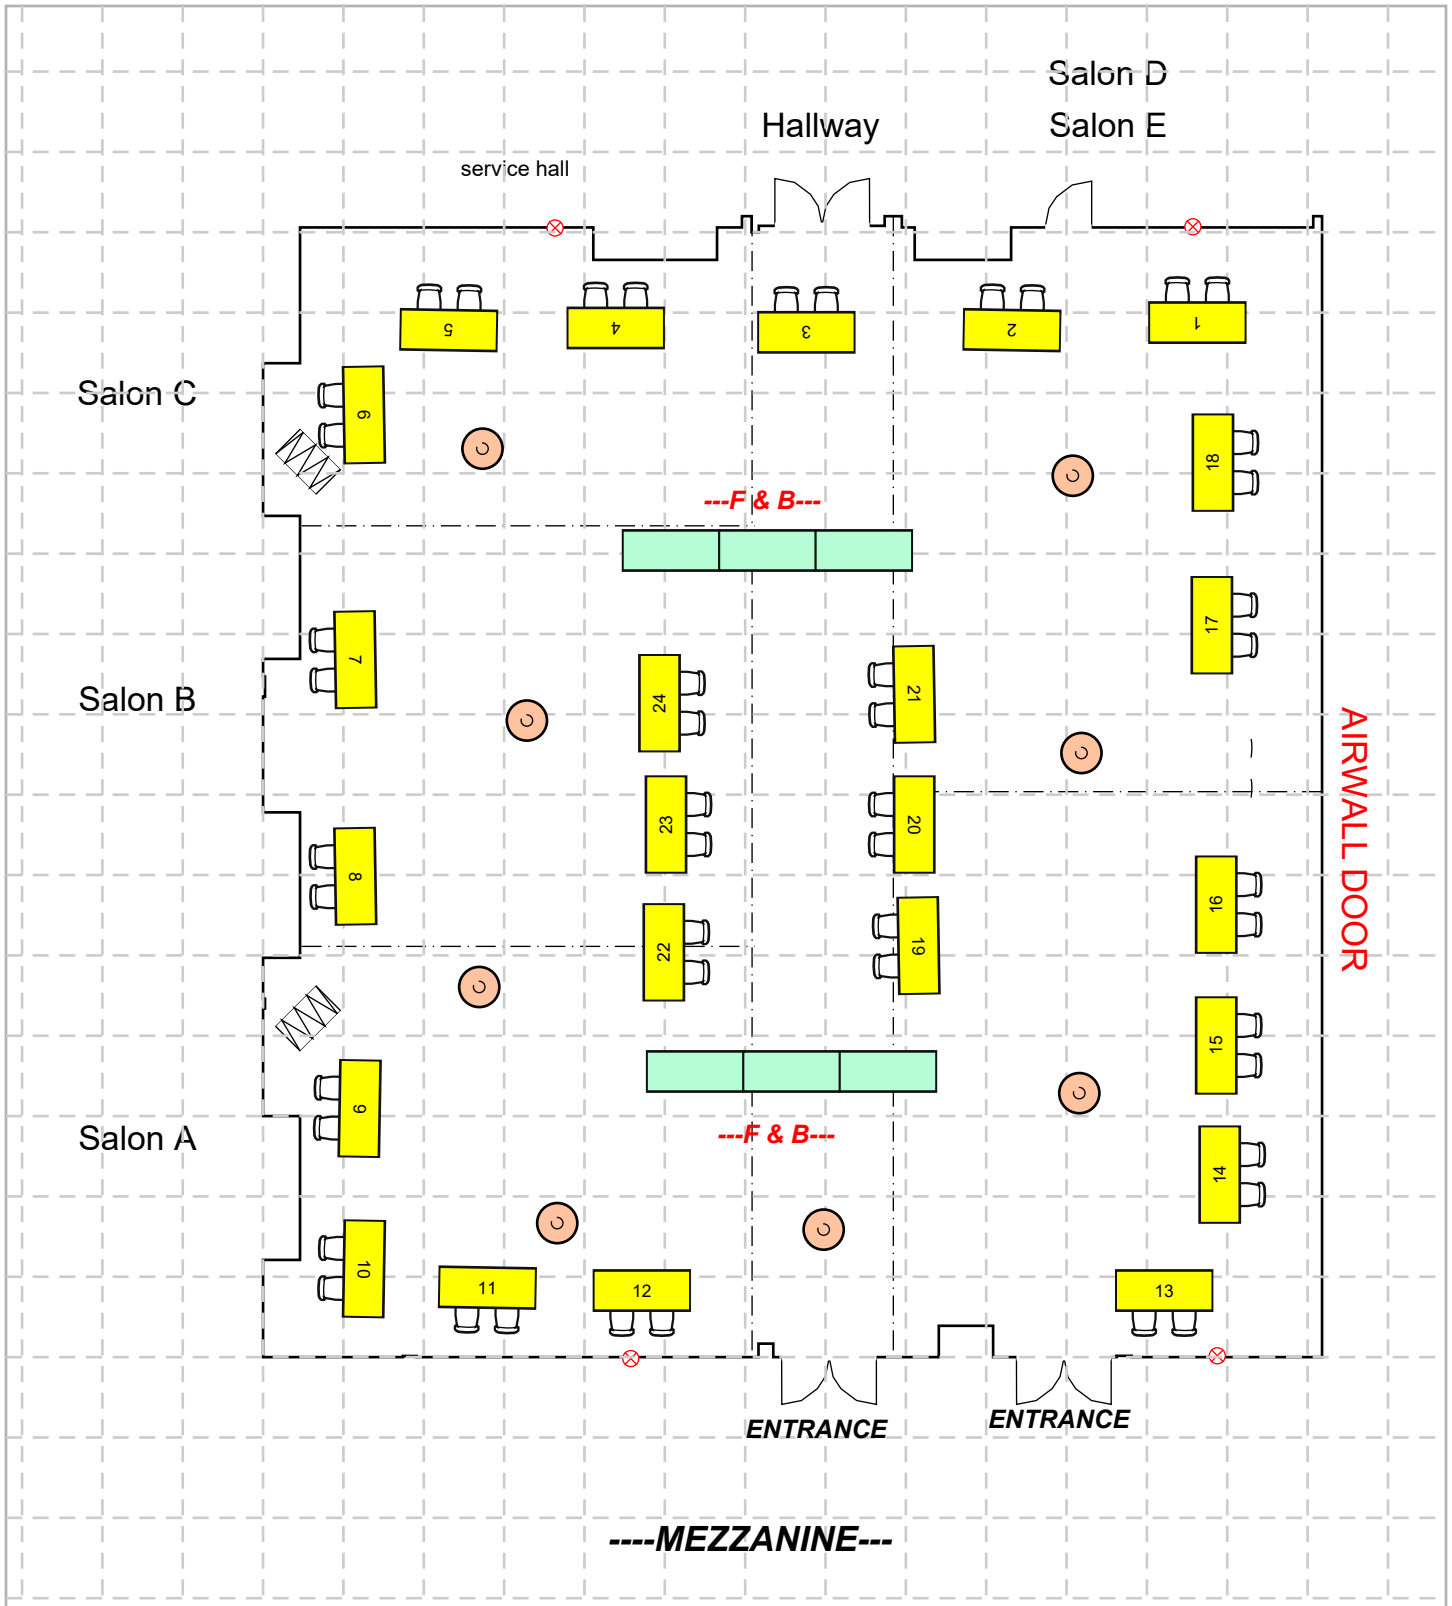 Salon D
Hallway
Salon E
service hall
5
4
3
2
1
Salon C
6
18
---F & B---
17
7
24
21
Salon B
AIRWALL DOOR
23
20
8
16
22
19
15
9
---F & B---
Salon A
14
10
11
12
13
ENTRANCE
ENTRANCE
----MEZZANINE---